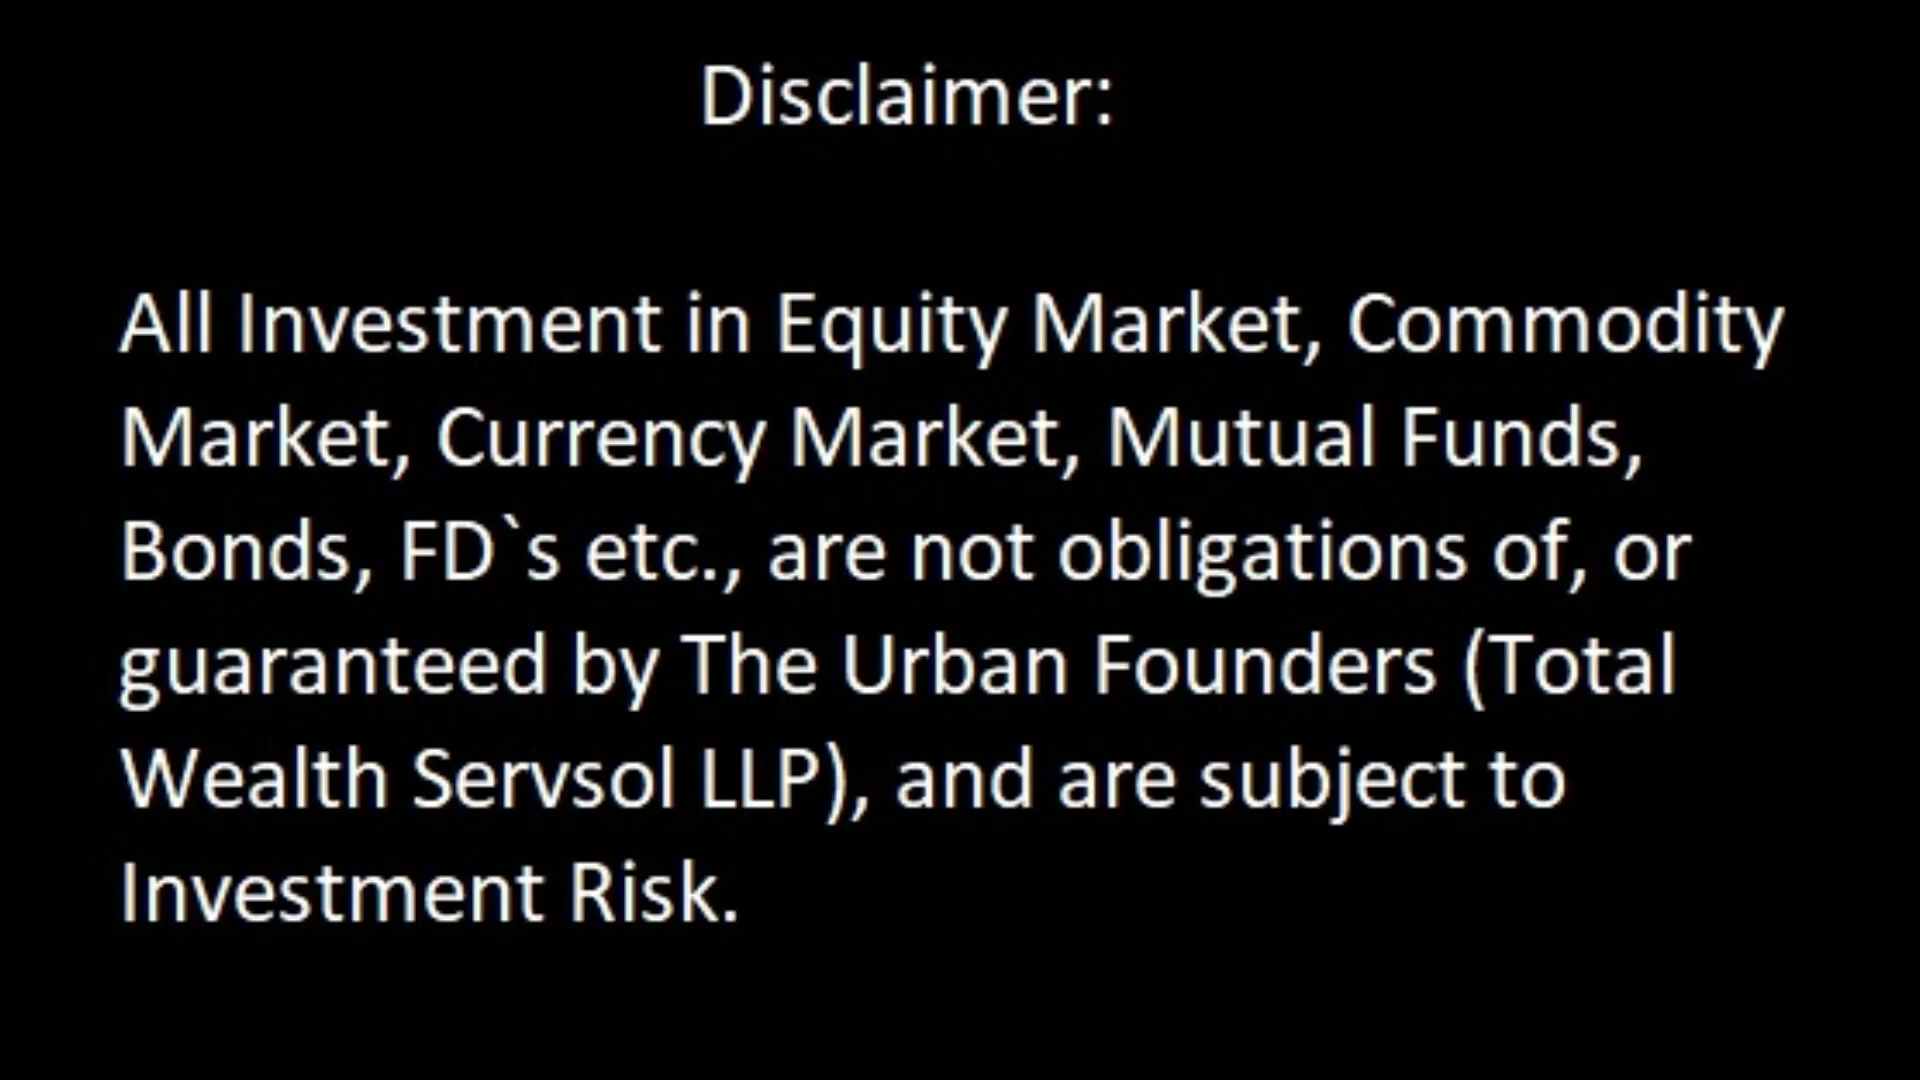 Disclaimer:
All Investment in Equity Market, Commodity
Market, Currency Market, Mutual Funds,
Bonds, FD`s etc., are not obligations of, or
guaranteed by The Urban Founders (Total
Wealth Servsol LLP), and are subject to
Investment Risk.